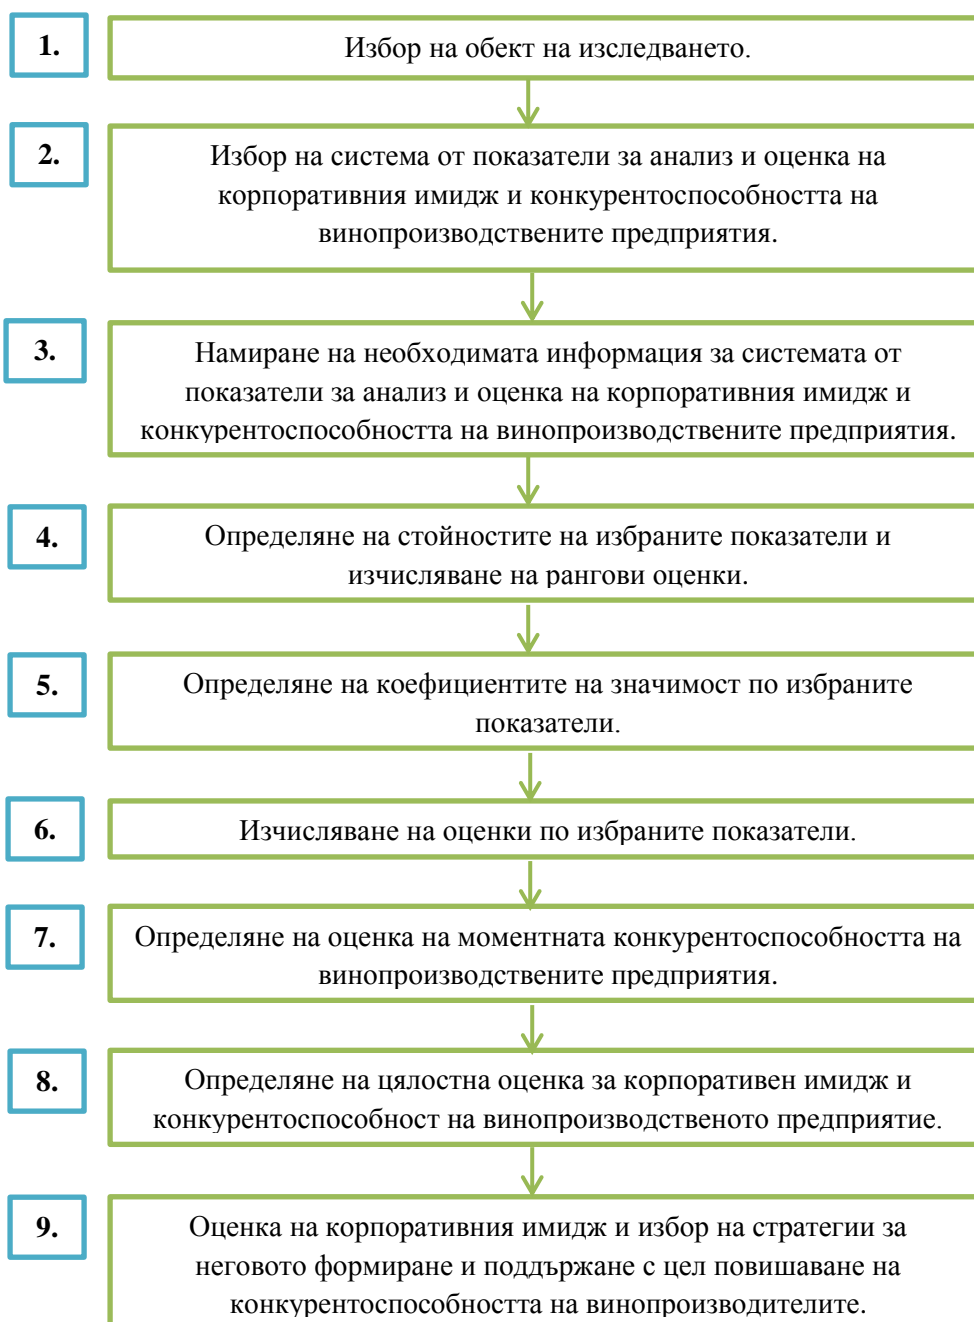 1.
Избор на обект на изследването.
2.
Избор на система от показатели за анализ и оценка на
корпоративния имидж и конкурентоспособността на
винопроизводствените предприятия.
3.
Намиране на необходимата информация за системата от
показатели за анализ и оценка на корпоративния имидж и
конкурентоспособността на винопроизводствените предприятия.
4.
Определяне на стойностите на избраните показатели и
изчисляване на рангови оценки.
5.
Определяне на коефициентите на значимост по избраните
показатели.
6.
Изчисляване на оценки по избраните показатели.
7.
Определяне на оценка на моментната конкурентоспособността на
винопроизводствените предприятия.
8.
Определяне на цялостна оценка за корпоративен имидж и
конкурентоспособност на винопроизводственото предприятие.
9.
Оценка на корпоративния имидж и избор на стратегии за
неговото формиране и поддържане с цел повишаване на
конкурентоспособността на винопроизводителите.